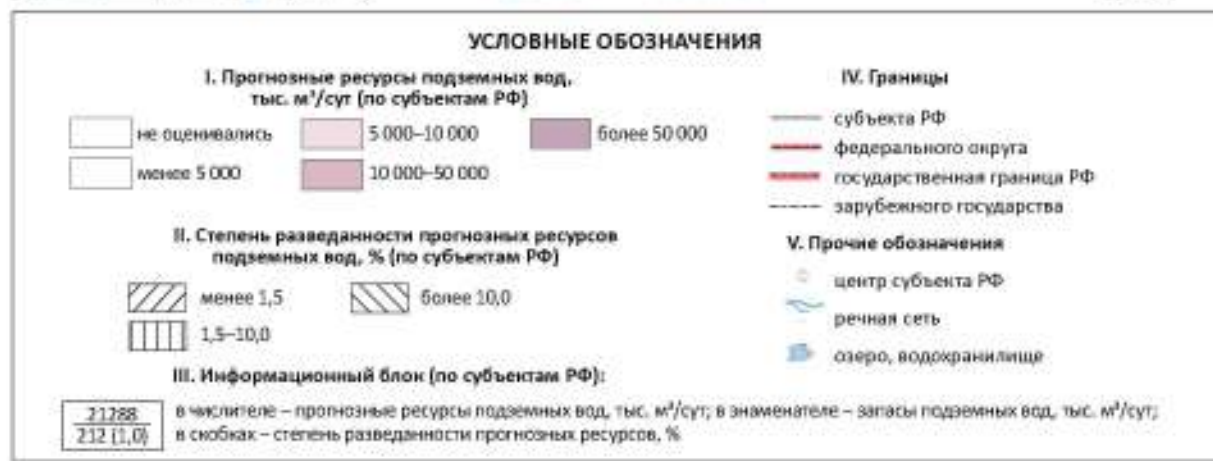 УСЛОВНЫЕ ОБОЗНАЧЕНИЯ
I. Прогнозные ресурсы подземных вод,
тыс. м³/сут (по субъектам РФ)
не оценивались
5 000–10 000
более 50 000
менее 5 000
10 000–50 000
II. Степень разведанности прогнозных ресурсов
подземных вод, % (по субъектам РФ)
менее 1,5
более 10,0
1,5–10,0
III. Информационный блок (по субъектам РФ):
21288
212 (1,0)
в числителе – прогнозные ресурсы подземных вод, тыс. м³/сут; в знаменателе – запасы подземных вод, тыс. м³/сут;
в скобках – степень разведанности прогнозных ресурсов, %
IV. Границы
субъекта РФ
федерального округа
государственная граница РФ
зарубежного государства
V. Прочие обозначения
центр субъекта РФ
речная сеть
озеро, водохранилище